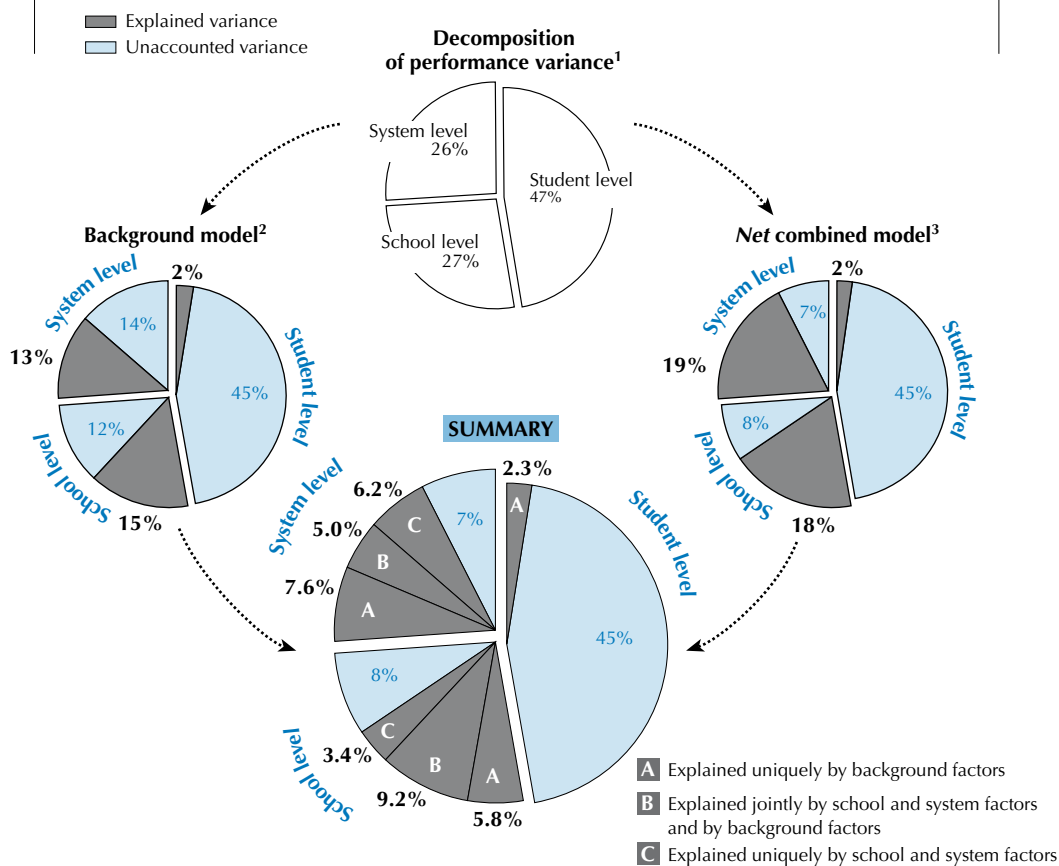 Explained variance
Unaccounted variance
Decomposition
of performance variance1
System level
26%
Student level
47%
School level
27%
Background model2
System level
2%
14%
13%
Student level
45%
12%
School level
15%
Net combined model3
System level
2%
7%
19%
Student level
45%
8%
School level
18%
SUMMARY
2.3%
System level
6.2%
A
Student level
C
7%
5.0%
B
7.6%
A
45%
8%
C
School level
3.4%
B
A
9.2%
5.8%
A Explained uniquely by background factors
B Explained jointly by school and system factors
and by background factors
C Explained uniquely by school and system factors